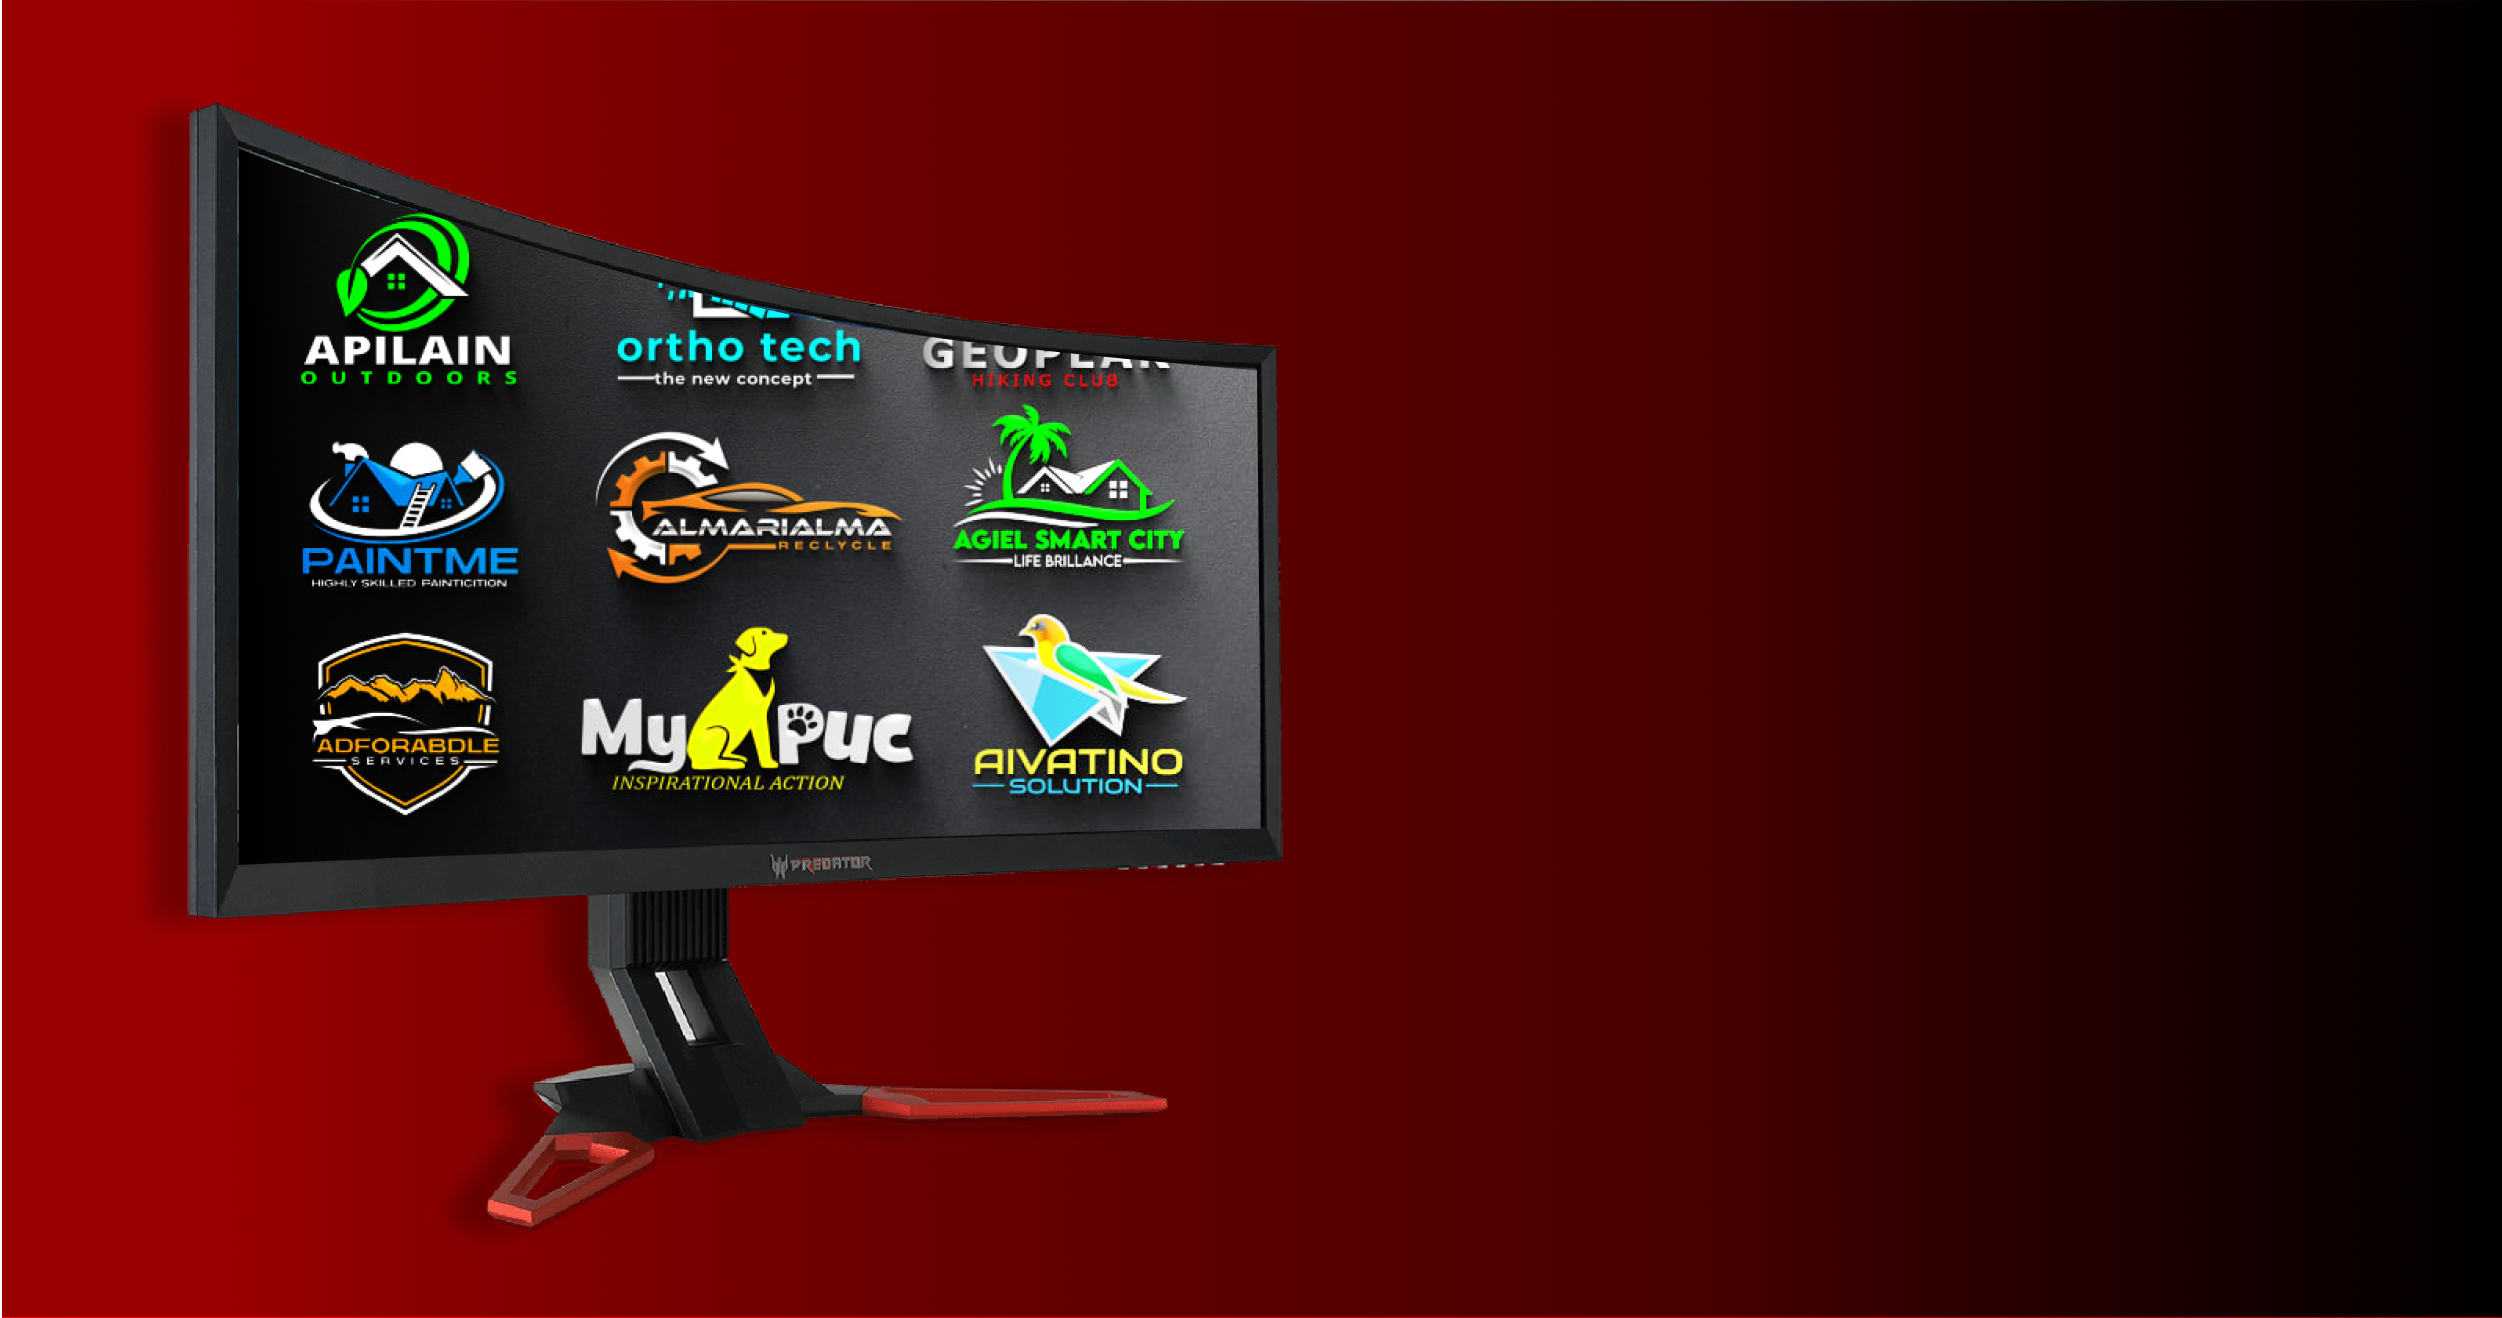 APILAIN
OUTDOORS
ortho tech
the new concept
GEOPEAK
HIKING CLUB
PAINTME
HIGHLY SKILLED PAINTICITION
ALMARIALMA
RECLYCLE
AGIEL SMART CITY
LIFE BRILLANCE
ADFORABDLE
SERVICES
My PUC
INSPIRATIONAL ACTION
AIVATINO
SOLUTION
PREDATOR